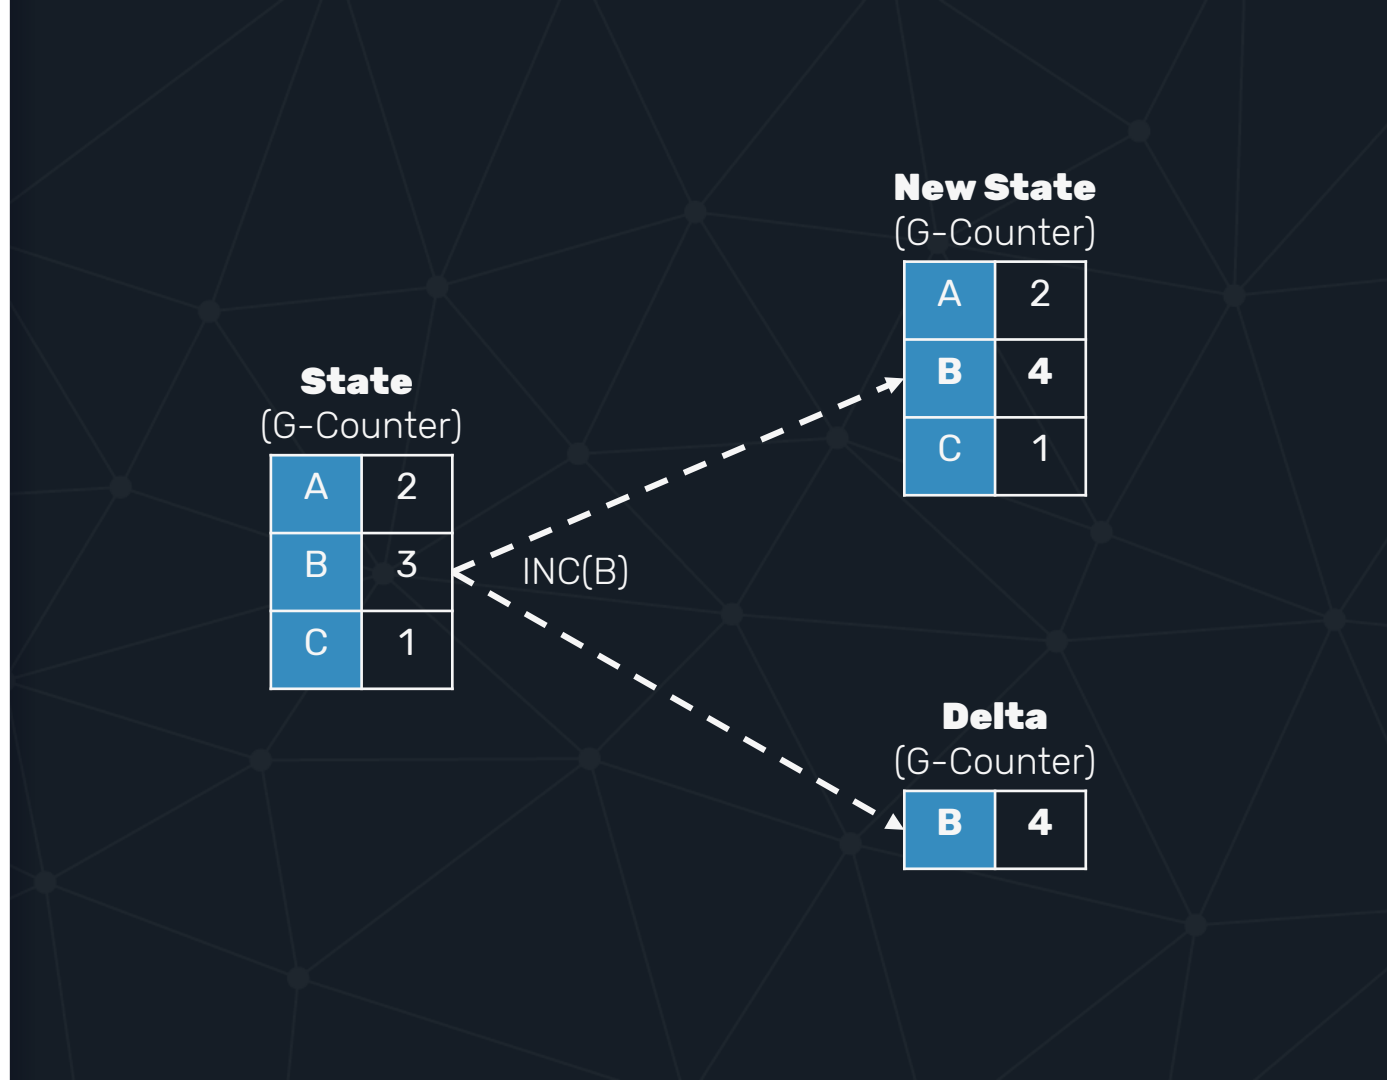 State
(G-Counter)
A 2
B 3
C 1
INC(B)
New State
(G-Counter)
A 2
B 4
C 1
Delta
(G-Counter)
B 4